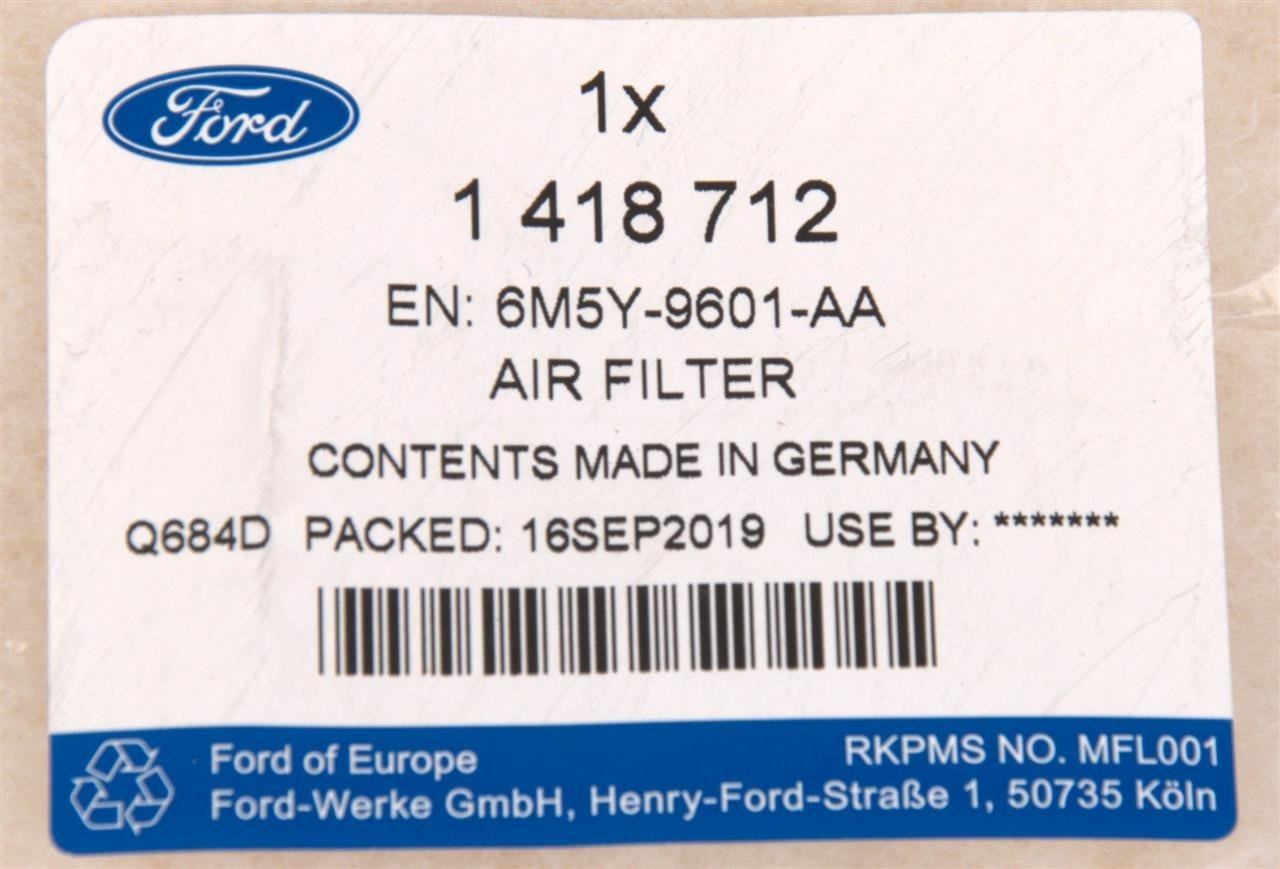 Ford
1x
1 418 712
EN: 6M5Y-9601-AA
AIR FILTER
CONTENTS MADE IN GERMANY
Q684D PACKED: 16SEP2019 USE BY: *******
Ford of Europe RKPMS NO. MFL001
Ford-Werke GmbH, Henry-Ford-Straße 1, 50735 Köln